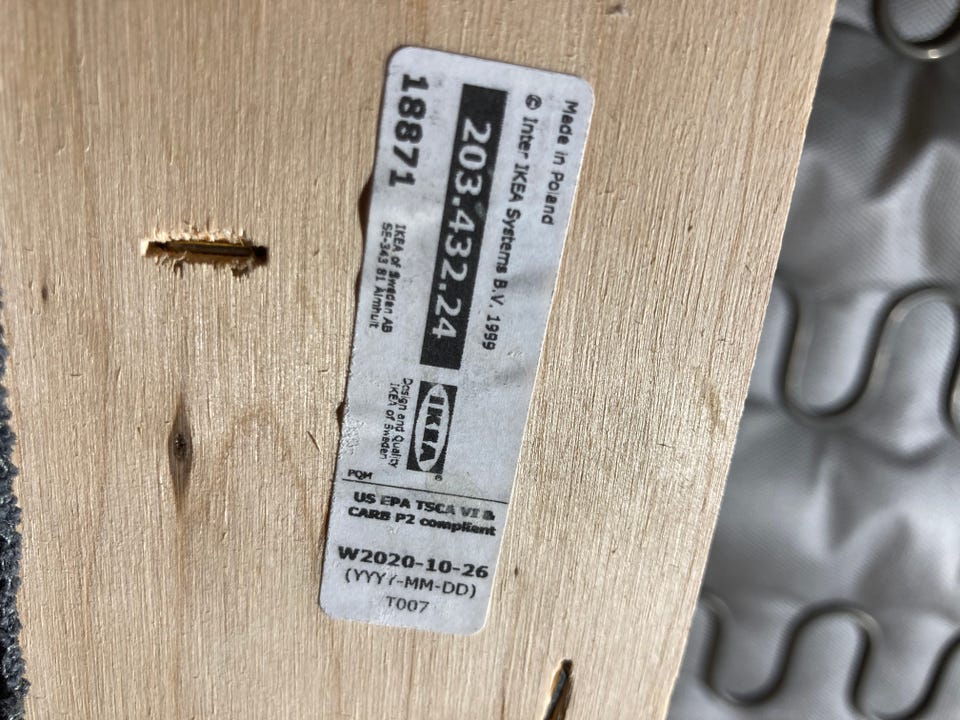 Made in Poland
© Inter IKEA Systems B.V. 1999
203.432.24
18871
IKEA of Sweden AB
SE-343 81 Älmhult
IKEA®
Design and Quality
IKEA of Sweden
PQM
US EPA TSCA VI &
CARB P2 compliant
W2020-10-26
(YYYY-MM-DD)
T007